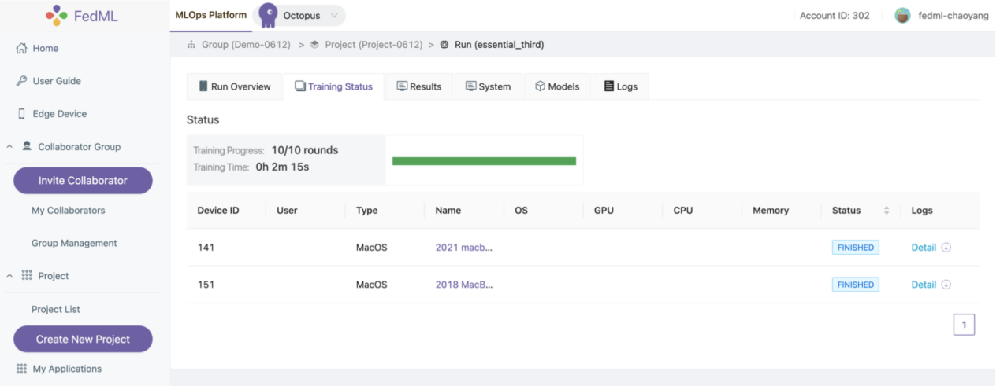 FedML
MLOps Platform
Octopus
Account ID: 302
fedml-chaoyang
Home
User Guide
Edge Device
Collaborator Group
Invite Collaborator
My Collaborators
Group Management
Project
Project List
Create New Project
My Applications
Group (Demo-0612) > Project (Project-0612) > Run (essential_third)
Run Overview
Training Status
Results
System
Models
Logs
Status
Training Progress: 10/10 rounds
Training Time: 0h 2m 15s
Device ID User Type Name OS GPU CPU Memory Status Logs
141 MacOS 2021 macb... FINISHED Detail
151 MacOS 2018 MacB... FINISHED Detail
1